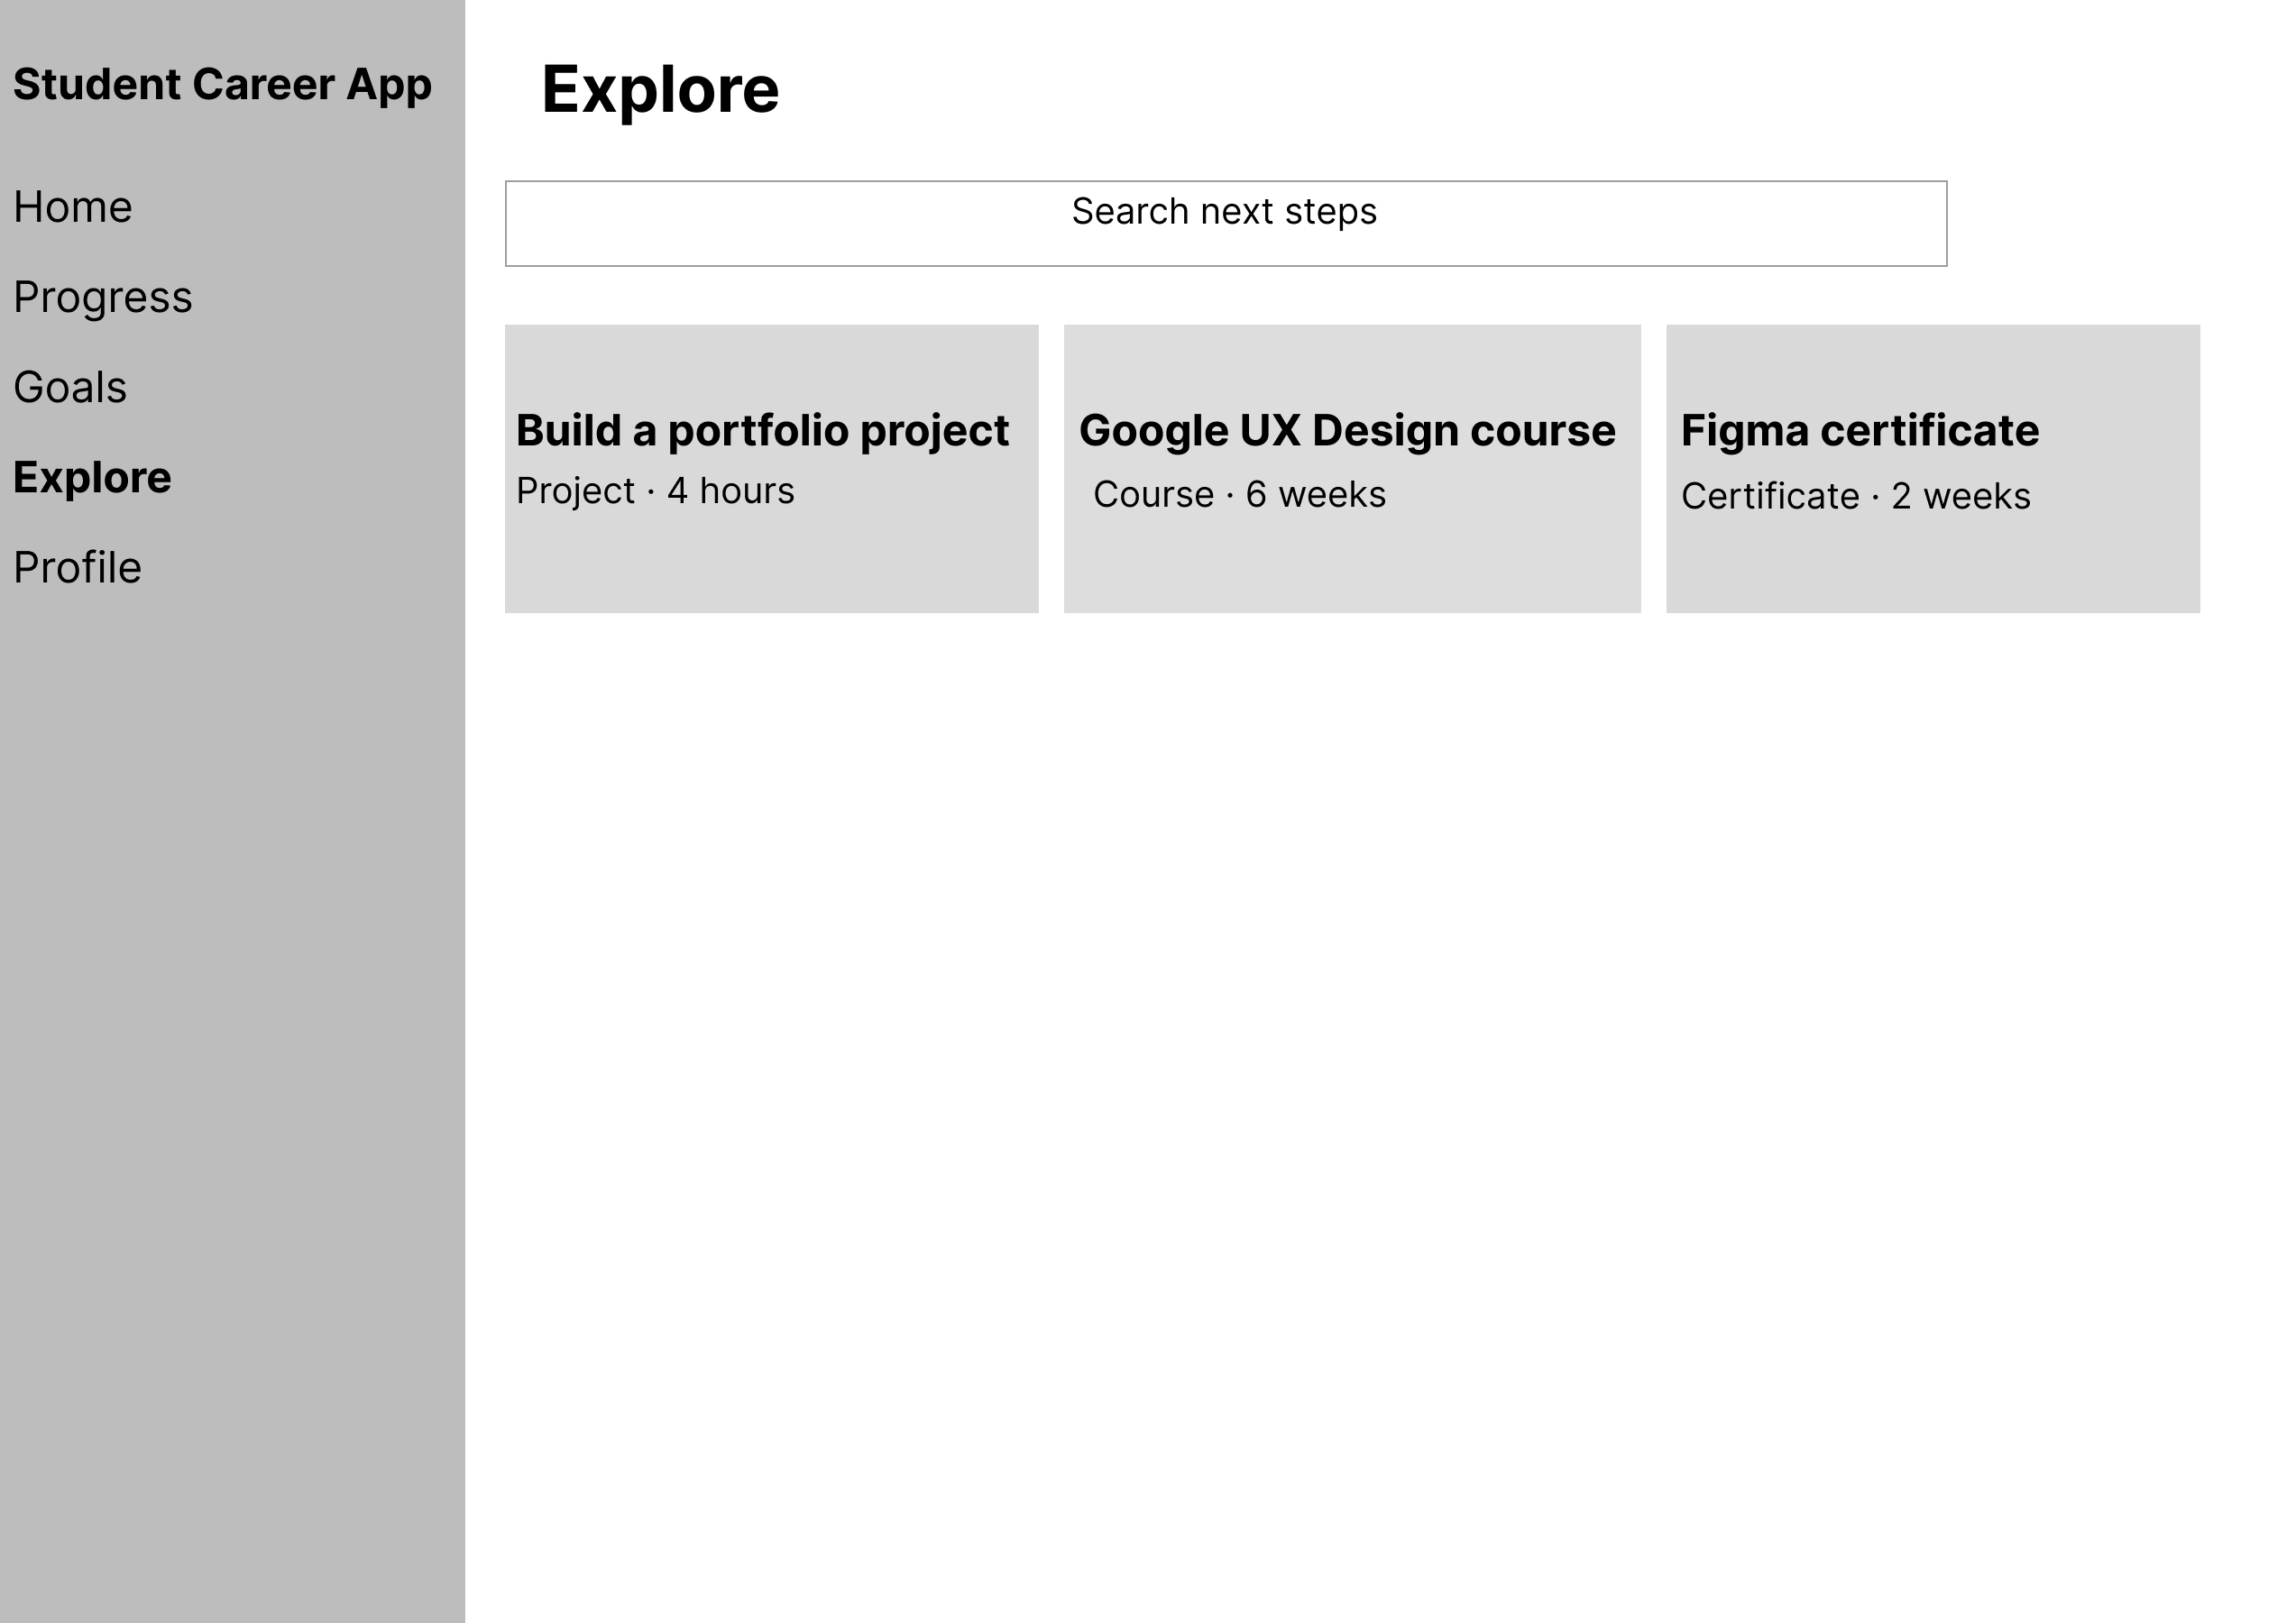 Student Career App
Home
Progress
Goals
Explore
Profile
Explore
Search next steps
Build a portfolio project
Project · 4 hours
Google UX Design course
Course · 6 weeks
Figma certificate
Certificate · 2 weeks